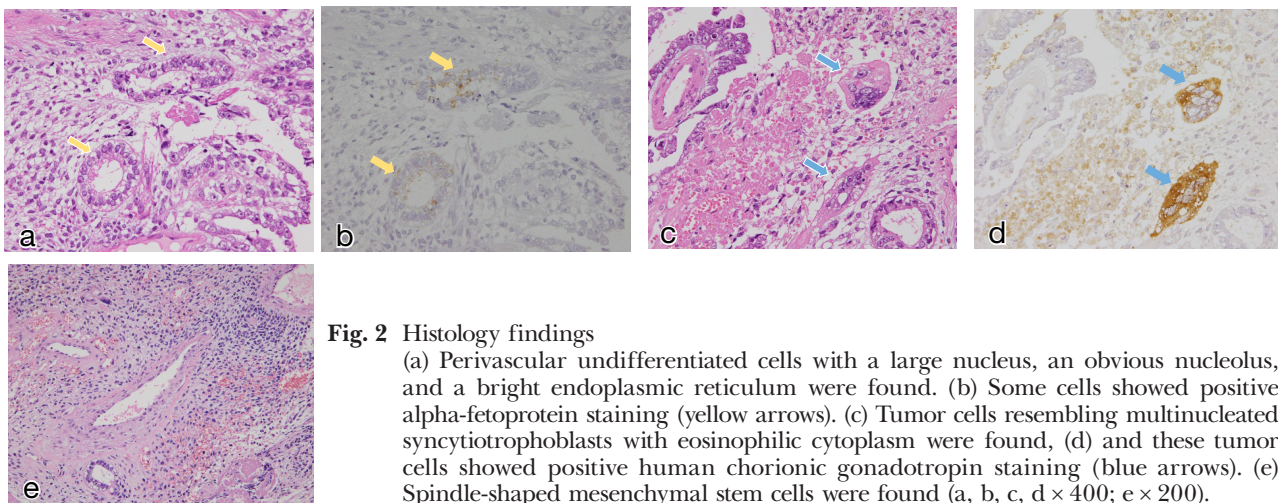 a
b
c
d
e
Fig. 2 Histology findings
(a) Perivascular undifferentiated cells with a large nucleus, an obvious nucleolus,
and a bright endoplasmic reticulum were found. (b) Some cells showed positive
alpha-fetoprotein staining (yellow arrows). (c) Tumor cells resembling multinucleated
syncytiotrophoblasts with eosinophilic cytoplasm were found, (d) and these tumor
cells showed positive human chorionic gonadotropin staining (blue arrows). (e)
Spindle-shaped mesenchymal stem cells were found (a, b, c, d × 400; e × 200).